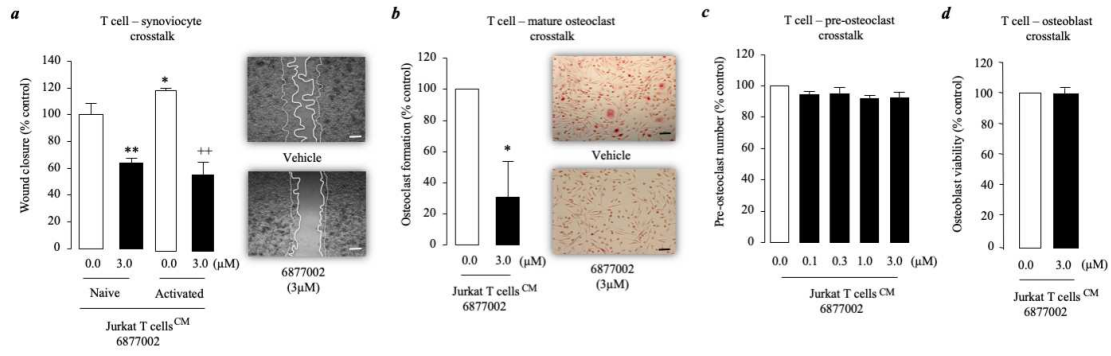 a
T cell – synoviocyte
crosstalk
Wound closure (% control)
140
120
100
80
60
40
20
0
*
**
++
0.0 3.0 0.0 3.0 (μM)
Naive Activated
Jurkat T cells CM
6877002
Vehicle
6877002
(3μM)
b
T cell – mature osteoclast
crosstalk
Osteoclast formation (% control)
120
100
80
60
40
20
0
*
0.0 3.0 (μM)
Jurkat T cells CM
6877002
Vehicle
6877002
(3μM)
c
T cell – pre-osteoclast
crosstalk
Pre-osteoclast number (% control)
120
100
80
60
40
20
0
0.0 0.1 0.3 1.0 3.0 (μM)
Jurkat T cells CM
6877002
d
T cell – osteoblast
crosstalk
Osteoblast viability (% control)
120
100
80
60
40
20
0
0.0 3.0 (μM)
Jurkat T cells CM
6877002